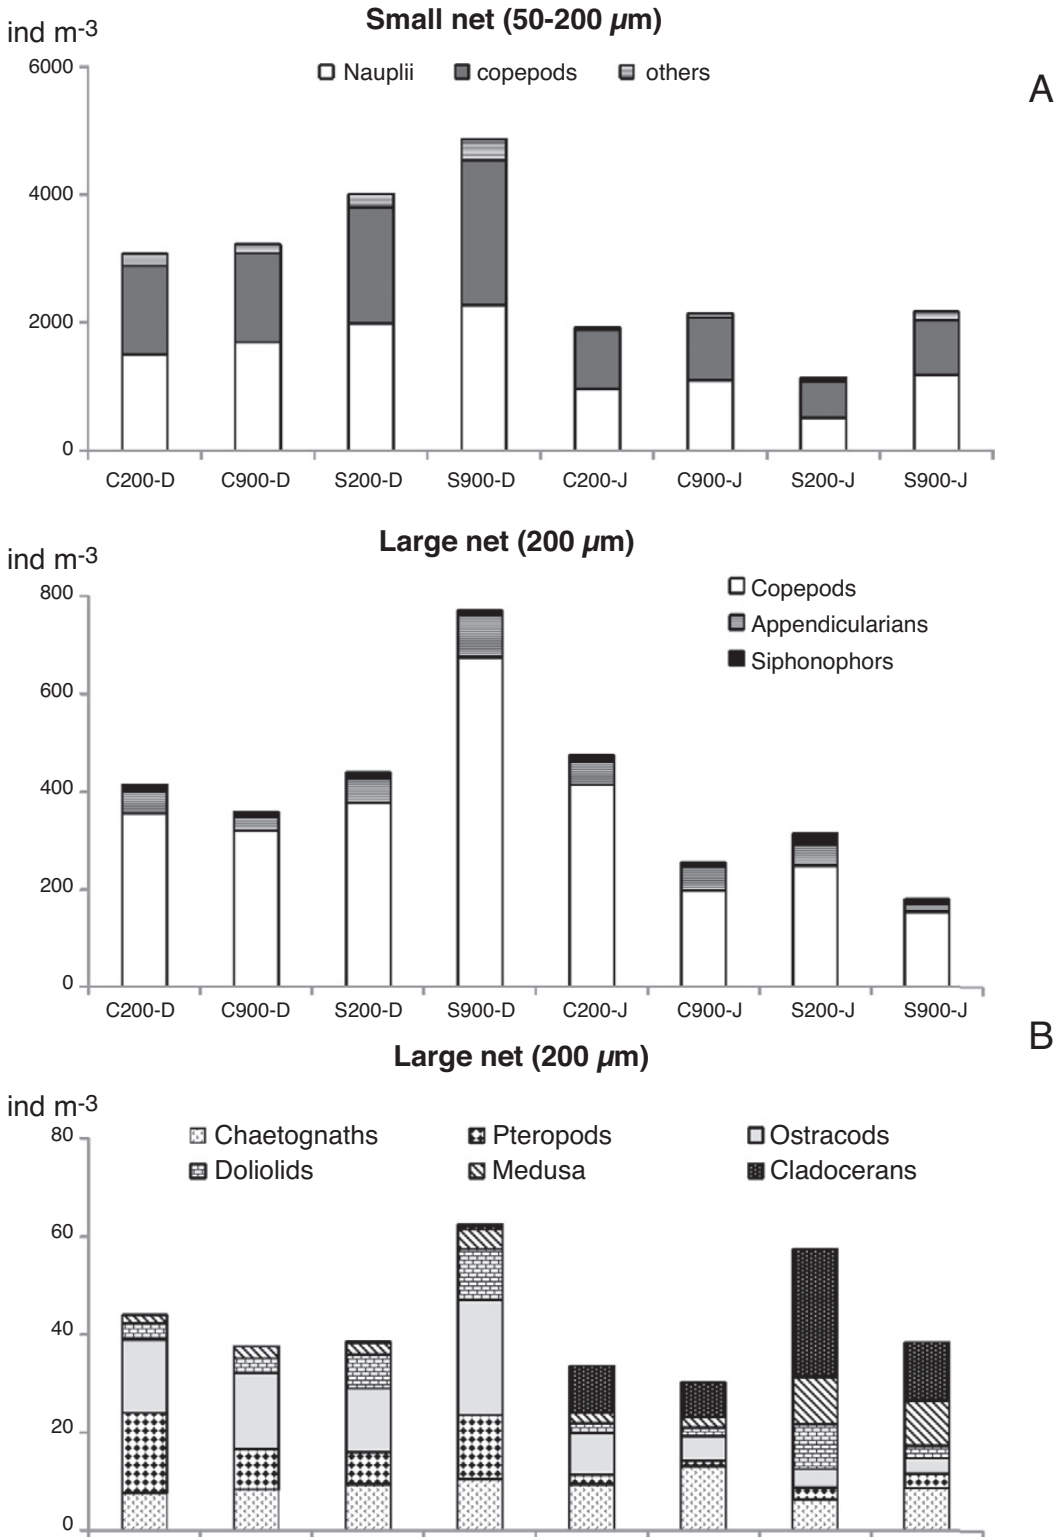 Small net (50-200 µm)
ind m-3
Nauplii copepods others
A
6000
4000
2000
0
C200-D C900-D S200-D S900-D C200-J C900-J S200-J S900-J
Large net (200 µm)
ind m-3
Copepods
Appendicularians
Siphonophors
800
600
400
200
0
C200-D C900-D S200-D S900-D C200-J C900-J S200-J S900-J
B
Large net (200 µm)
ind m-3
Chaetognaths Pteropods Ostracods
Doliolids Medusa Cladocerans
80
60
40
20
0